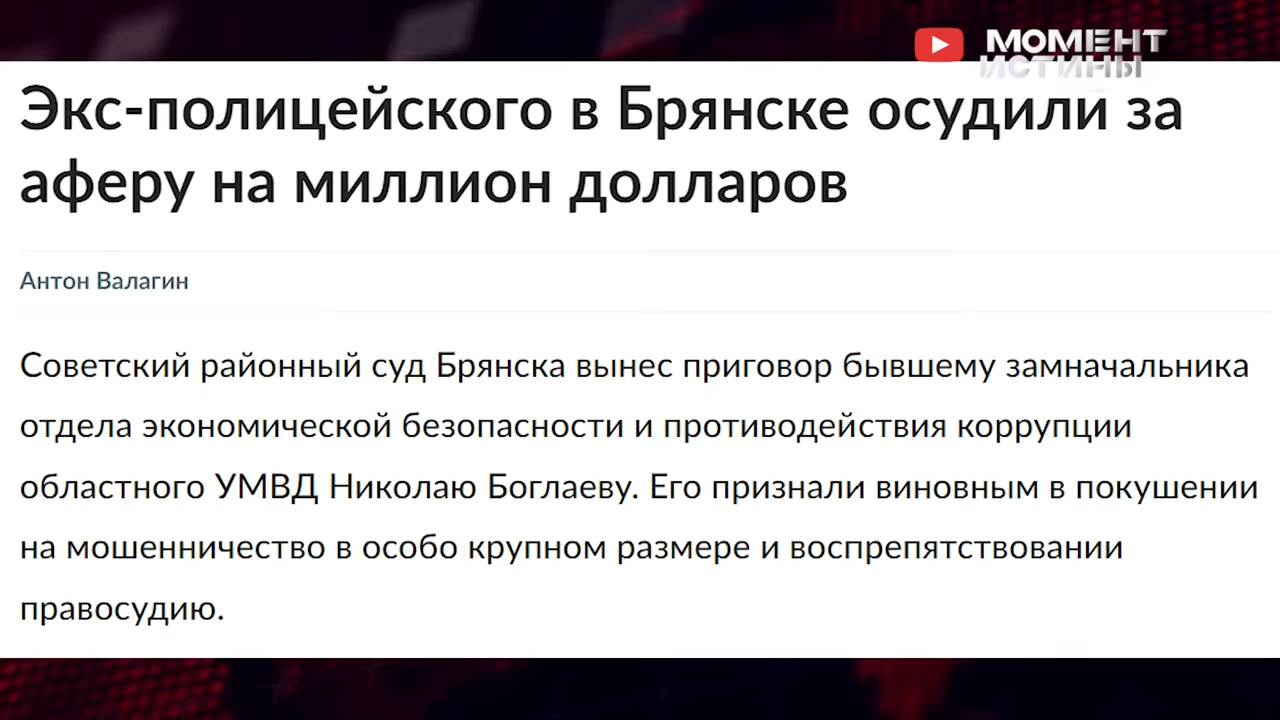 МОМЕНТ
ИСТИНЫ
Экс-полицейского в Брянске осудили за
аферу на миллион долларов
Антон Валагин
Советский районный суд Брянска вынес приговор бывшему замначальника
отдела экономической безопасности и противодействия коррупции
областного УМВД Николаю Боглаеву. Его признали виновным в покушении
на мошенничество в особо крупном размере и воспрепятствовании
правосудию.